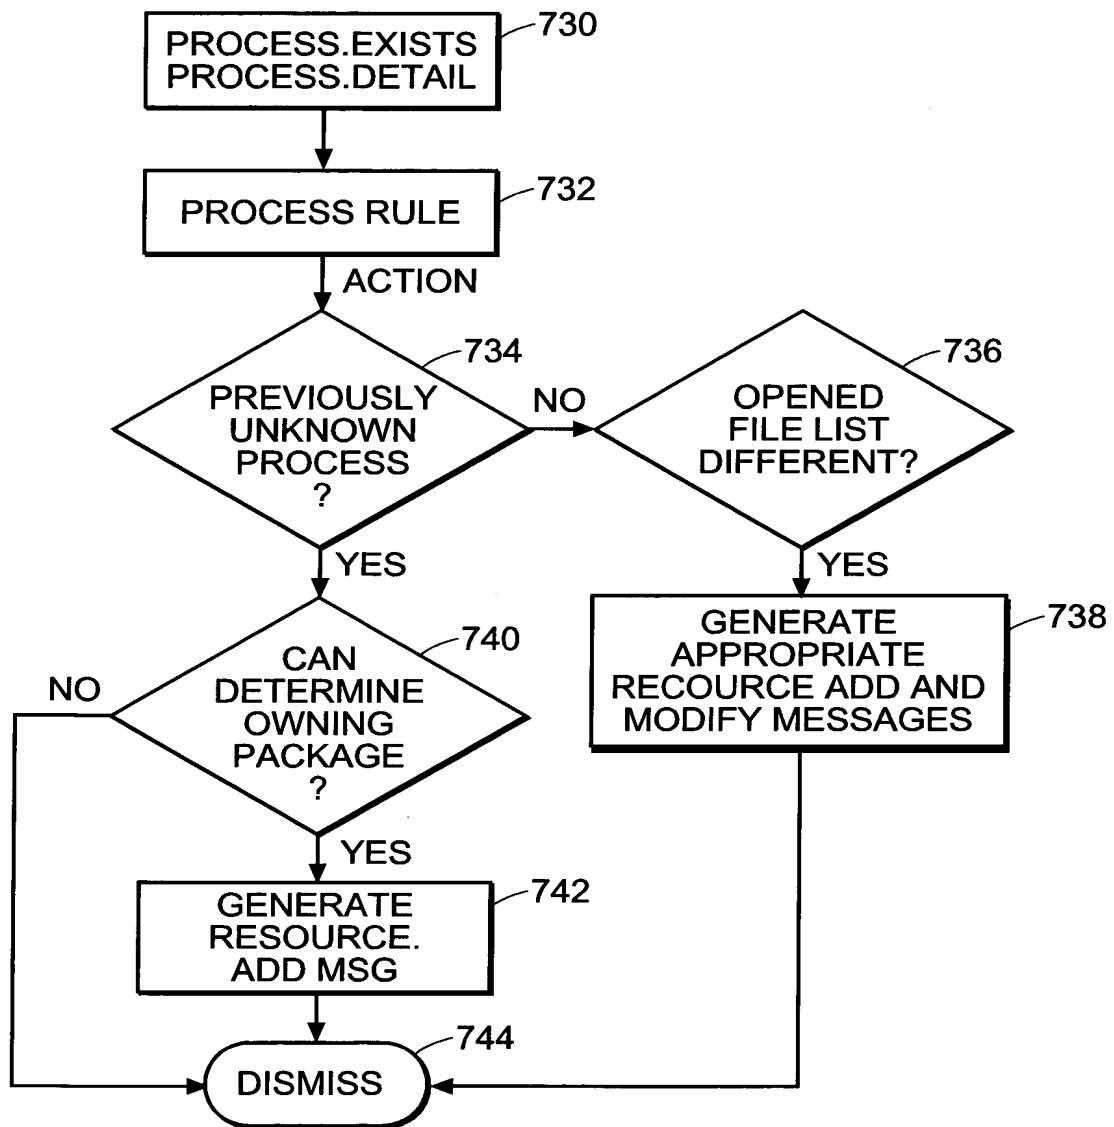 PROCESS.EXISTS
PROCESS.DETAIL
730
PROCESS RULE
732
ACTION
PREVIOUSLY
UNKNOWN
PROCESS
?
734
NO
OPENED
FILE LIST
DIFFERENT?
736
YES
YES
GENERATE
APPROPRIATE
RECOURCE ADD AND
MODIFY MESSAGES
738
CAN
DETERMINE
OWNING
PACKAGE
?
740
NO
YES
GENERATE
RESOURCE.
ADD MSG
742
DISMISS
744